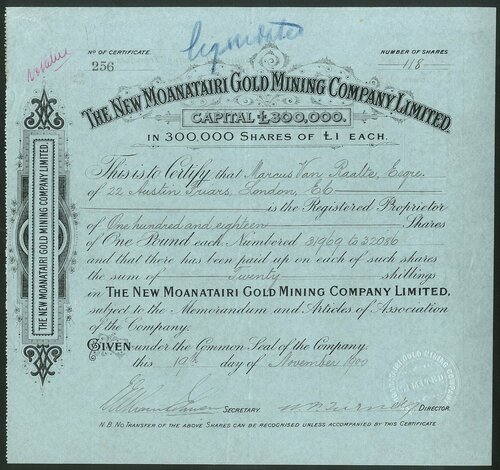 Liquidated
No value
Nº OF CERTIFICATE.
256
NUMBER OF SHARES
118
THE NEW MOANATAIRI GOLD MINING COMPANY LIMITED.
CAPITAL £300,000.
IN 300,000 SHARES OF £1 EACH.
THE NEW MOANATAIRI GOLD MINING COMPANY LIMITED.
This is to Certify, that Marcus Van Raalte, Esqre.
of 22 Austin Friars, London, E.C.
is the Registered Proprietor
of One hundred and eighteen Shares
of One Pound each Numbered 31969 to 32086
and that there has been paid up on each of such shares
the sum of Twenty shillings
in THE NEW MOANATAIRI GOLD MINING COMPANY LIMITED,
subject to the Memorandum and Articles of Association
of the Company.
GIVEN under the Common Seal of the Company.
this 19th day of November 1900
SECRETARY
DIRECTOR.
N.B. NO TRANSFER OF THE ABOVE SHARES CAN BE RECOGNISED UNLESS ACCOMPANIED BY THIS CERTIFICATE